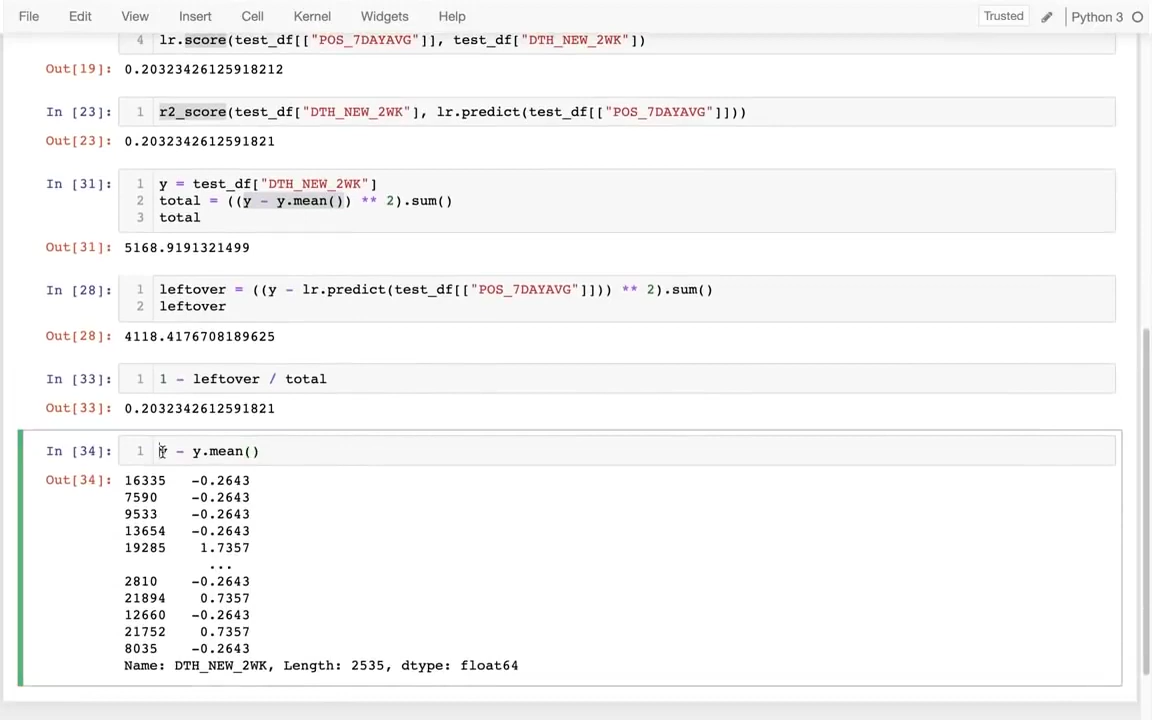 File Edit View Insert Cell Kernel Widgets Help Trusted Python 3
4 lr.score(test_df[["POS_7DAYAVG"]], test_df["DTH_NEW_2WK"])
Out[19]: 0.20323426125918212
In [23]: 1 r2_score(test_df["DTH_NEW_2WK"], lr.predict(test_df[["POS_7DAYAVG"]]))
Out[23]: 0.2032342612591821
In [31]: 1 y = test_df["DTH_NEW_2WK"]
2 total = ((y - y.mean()) ** 2).sum()
3 total
Out[31]: 5168.9191321499
In [28]: 1 leftover = ((y - lr.predict(test_df[["POS_7DAYAVG"]])) ** 2).sum()
2 leftover
Out[28]: 4118.4176708189625
In [33]: 1 1 - leftover / total
Out[33]: 0.2032342612591821
In [34]: 1 y - y.mean()
Out[34]: 16335 -0.2643
7590 -0.2643
9533 -0.2643
13654 -0.2643
19285 1.7357
...
2810 -0.2643
21894 0.7357
12660 -0.2643
21752 0.7357
8035 -0.2643
Name: DTH_NEW_2WK, Length: 2535, dtype: float64